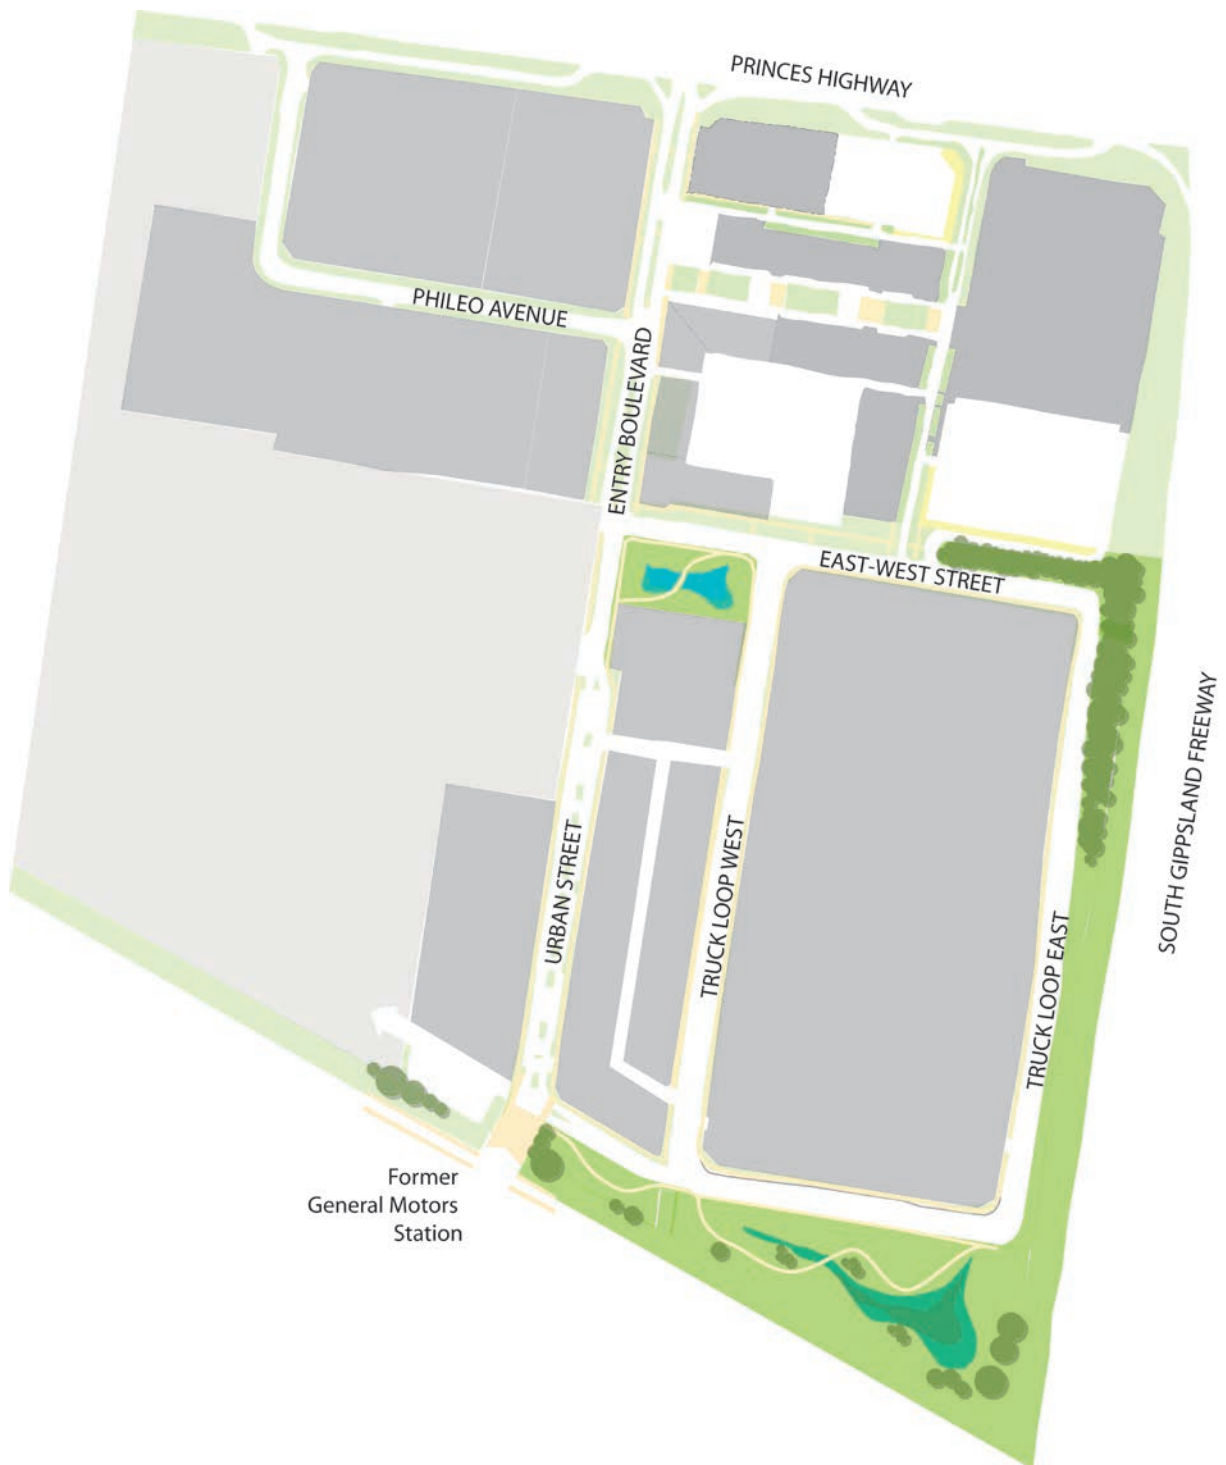 PRINCES HIGHWAY
PHILEO AVENUE
ENTRY BOULEVARD
EAST-WEST STREET
SOUTH GIPPSLAND FREEWAY
URBAN STREET
TRUCK LOOP WEST
TRUCK LOOP EAST
Former
General Motors
Station